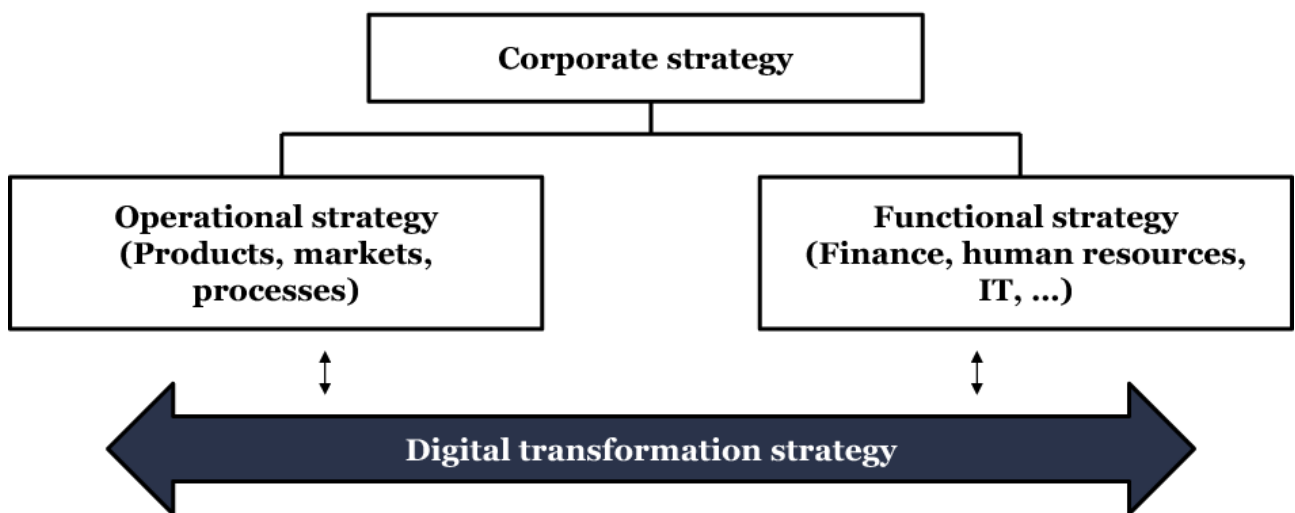 Corporate strategy
Operational strategy
(Products, markets,
processes)
Functional strategy
(Finance, human resources,
IT, ...)
Digital transformation strategy